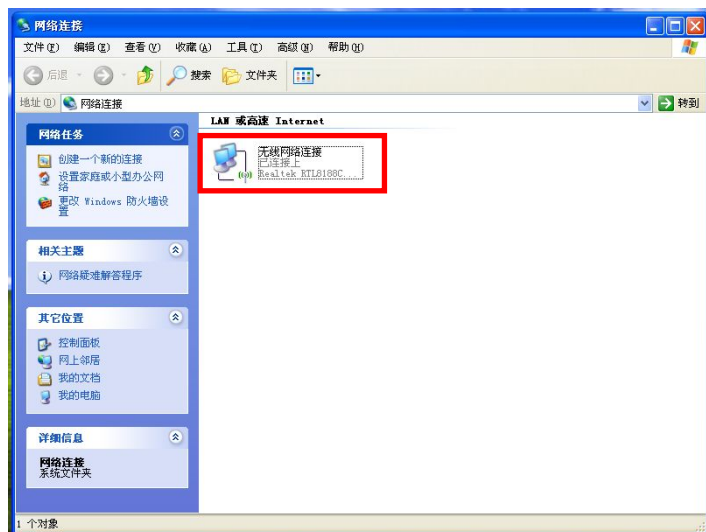 网络连接
文件(F) 编辑(E) 查看(V) 收藏(A) 工具(T) 高级(N) 帮助(H)
后退 搜索 文件夹
地址(D) 网络连接 转到
网络任务
创建一个新的连接
设置家庭或小型办公网
络
更改 Windows 防火墙设
置
相关主题
网络疑难解答程序
其它位置
控制面板
网上邻居
我的文档
我的电脑
详细信息
网络连接
系统文件夹
LAN 或高速 Internet
无线网络连接
已连接上
Realtek RTL8188C...
1 个对象